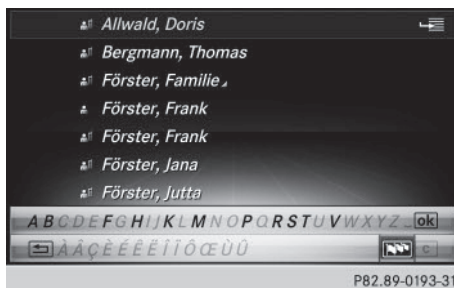 Allwald, Doris
Bergmann, Thomas
Förster, Familie
Förster, Frank
Förster, Frank
Förster, Jana
Förster, Jutta
A B C D E F G H I J K L M N O P Q R S T U V W X Y Z _ ok
À Â Ç È É Ê Ë Î Ï Ô Œ Ù Û c
P82.89-0193-31